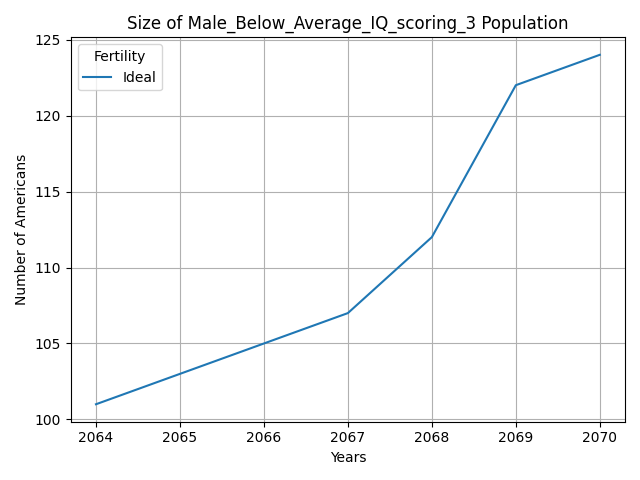 Size of Male_Below_Average_IQ_scoring_3 Population
Fertility
Ideal
Number of Americans
125
120
115
110
105
100
2064 2065 2066 2067 2068 2069 2070
Years